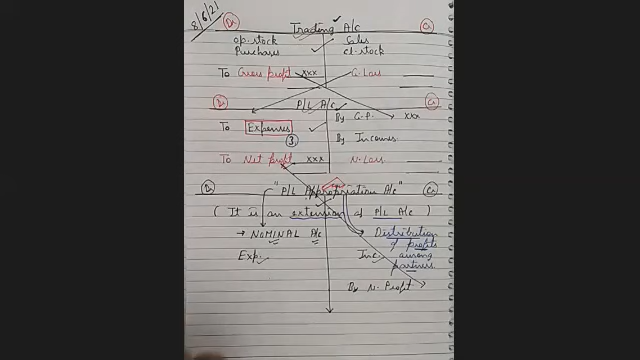 8/6/21
Dr. Trading A/c Cr.
Op. stock Sales
Purchases cl. stock
To Gross profit xxx G. Loss
Dr. P/L A/c Cr.
By G.P. xxx
To Expenses
3. By Incomes
To Net profit xxx N. Loss
Dr. "P/L Appropriation A/c" Cr.
( It is an extension of P/L A/c )
→ NOMINAL A/c Distribution
of profits
Exp. Inc. among
partners.
By N. Profit